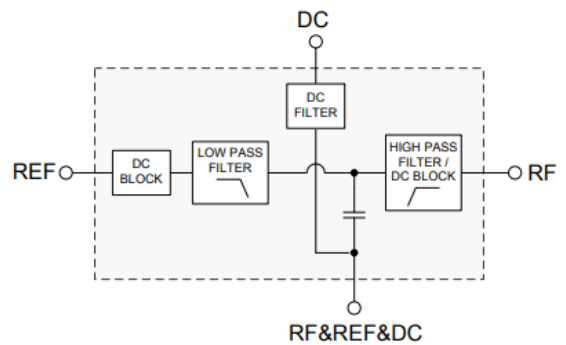 DC
DC
FILTER
REF
DC
BLOCK
LOW PASS
FILTER
HIGH PASS
FILTER /
DC BLOCK
RF
RF&REF&DC